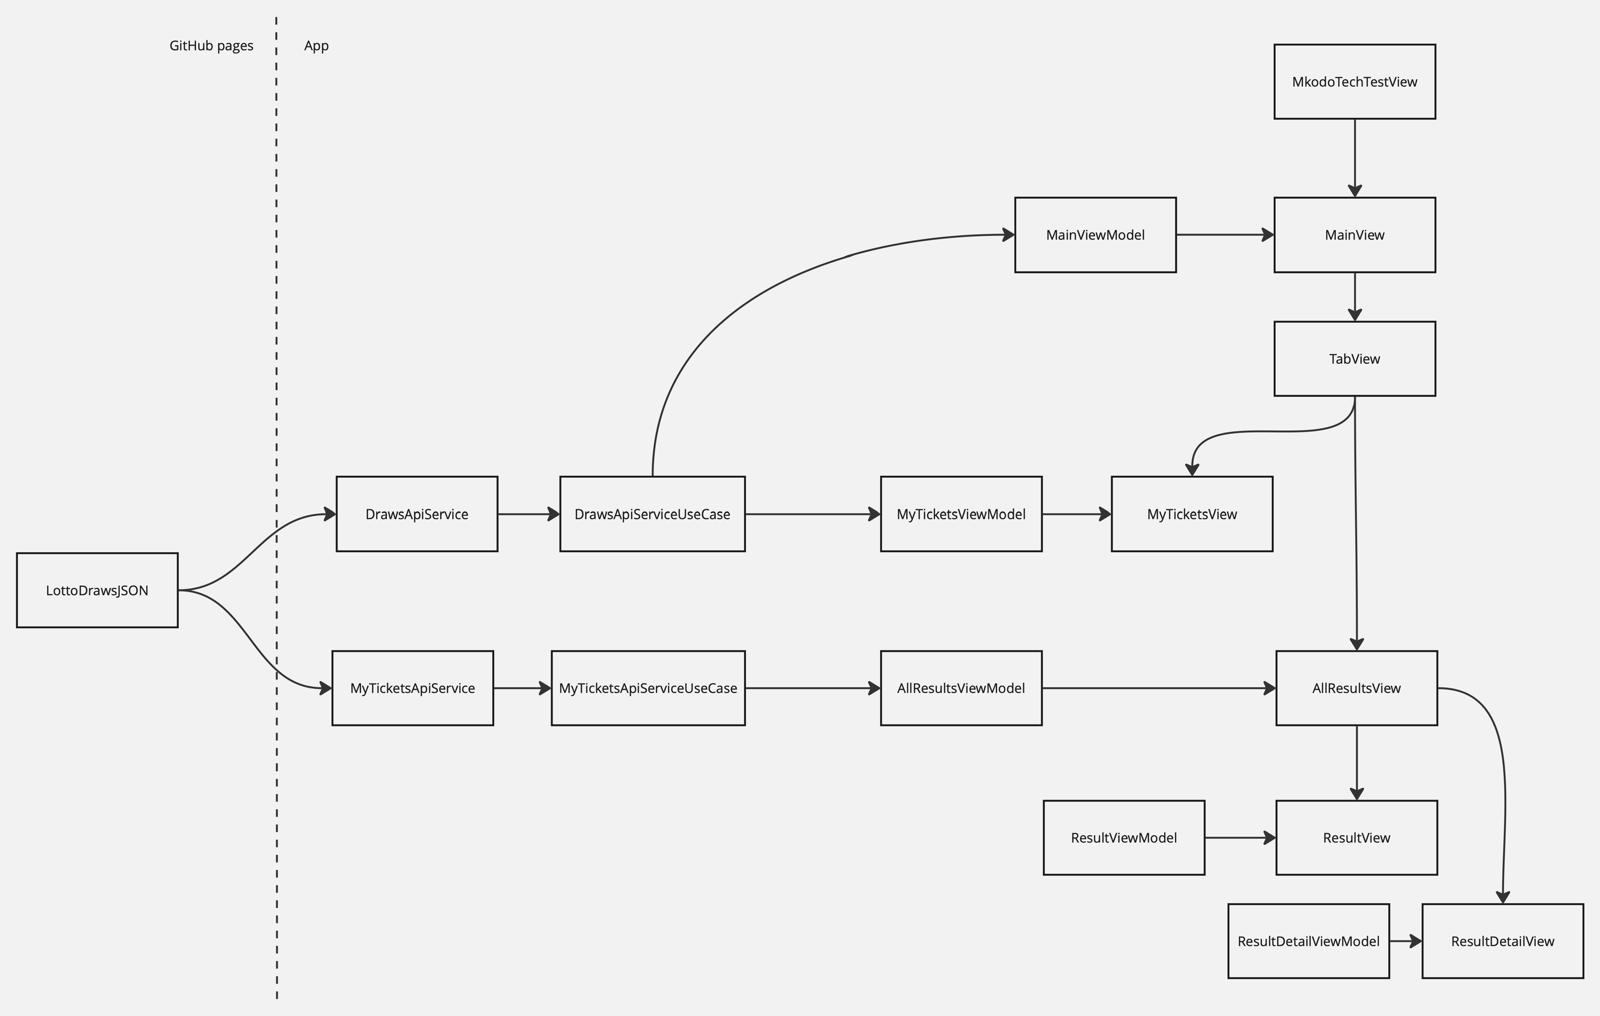 GitHub pages
App
MkodoTechTestView
MainViewModel
MainView
TabView
DrawsApiService
DrawsApiServiceUseCase
MyTicketsViewModel
MyTicketsView
LottoDrawsJSON
MyTicketsApiService
MyTicketsApiServiceUseCase
AllResultsViewModel
AllResultsView
ResultViewModel
ResultView
ResultDetailViewModel
ResultDetailView